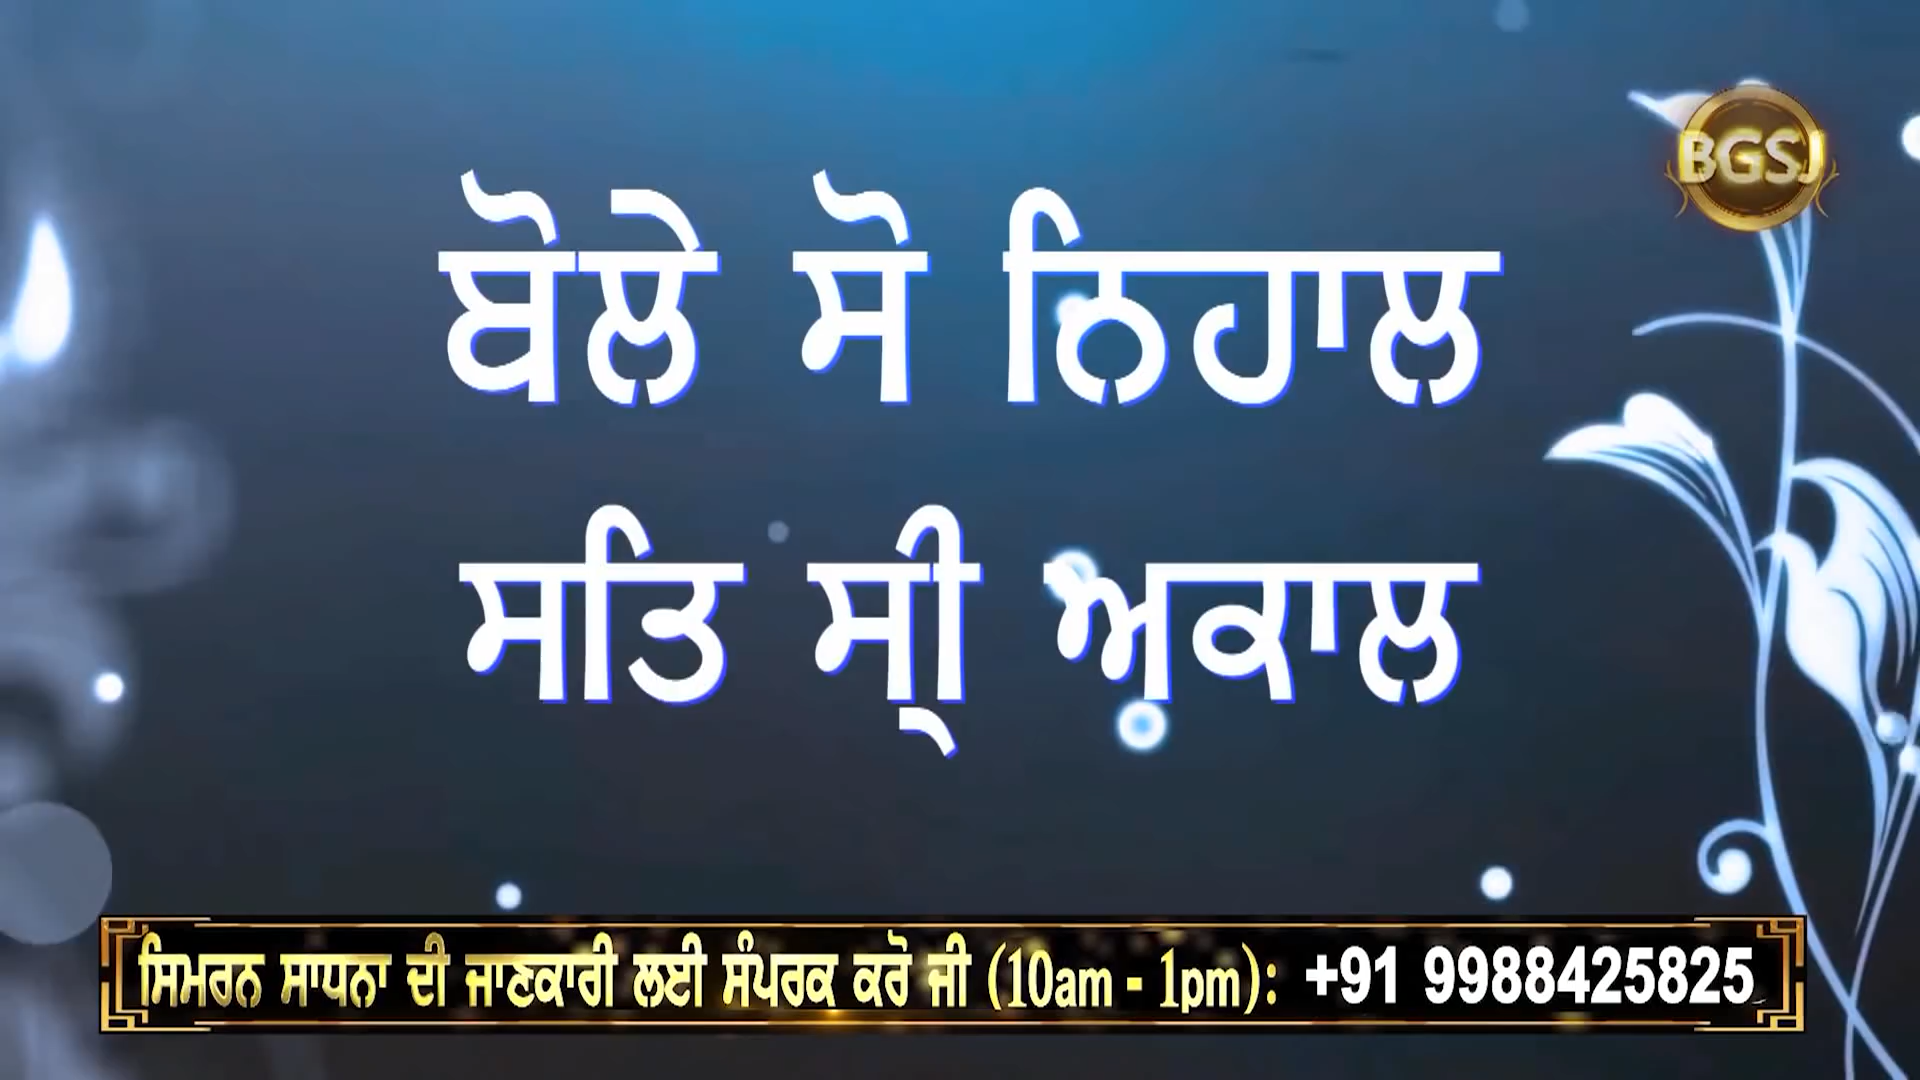 BGSJ
ਬੋਲੇ ਸੋ ਨਿਹਾਲ
ਸਤਿ ਸ੍ਰੀ ਅਕਾਲ
ਸਿਮਰਨ ਸਾਧਨਾ ਦੀ ਜਾਣਕਾਰੀ ਲਈ ਸੰਪਰਕ ਕਰੋ ਜੀ (10am - 1pm): +91 9988425825